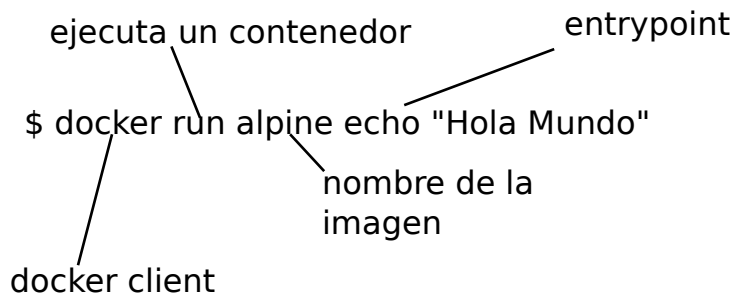 ejecuta un contenedor
entrypoint
$ docker run alpine echo "Hola Mundo"
nombre de la
imagen
docker client